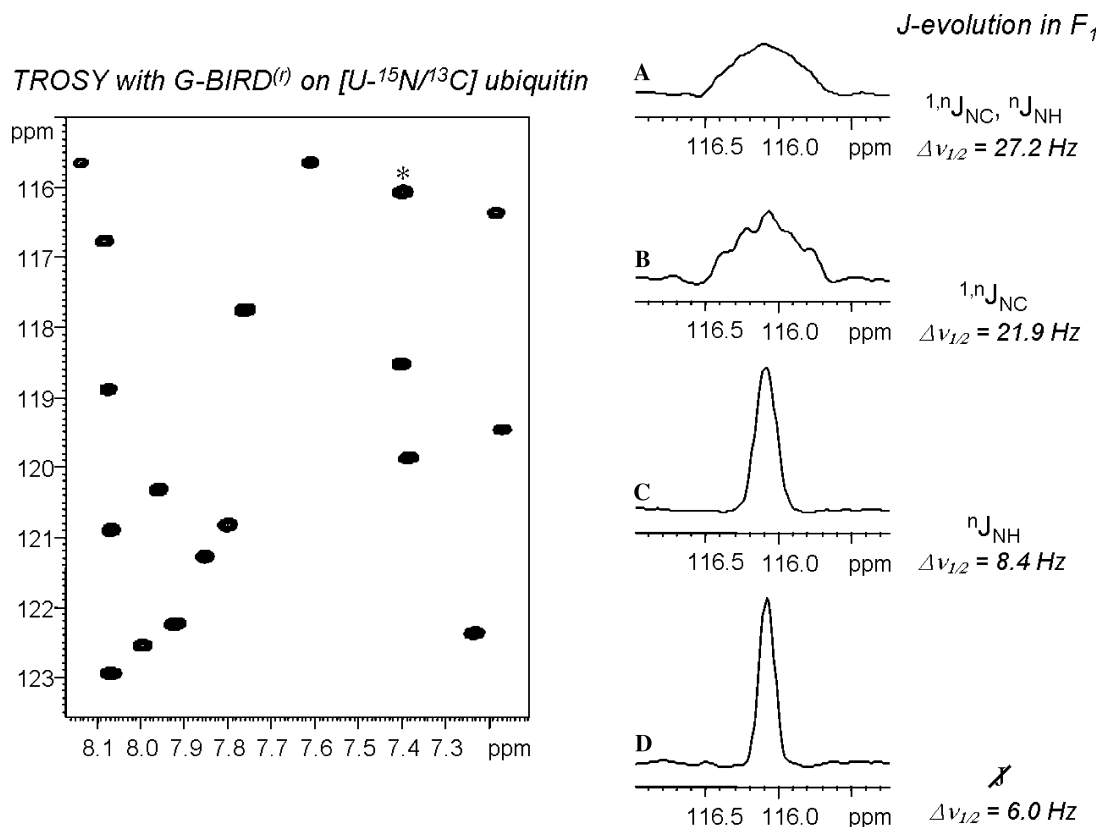 J-evolution in F₁
TROSY with G-BIRD⁽ʳ⁾ on [U-¹⁵N/¹³C] ubiquitin
ppm
116
117
118
119
120
121
122
123
8.1 8.0 7.9 7.8 7.7 7.6 7.5 7.4 7.3 ppm
*
A
116.5 116.0 ppm
¹,ⁿJ_NC, ⁿJ_NH
Δν₁/₂ = 27.2 Hz
B
116.5 116.0 ppm
¹,ⁿJ_NC
Δν₁/₂ = 21.9 Hz
C
116.5 116.0 ppm
ⁿJ_NH
Δν₁/₂ = 8.4 Hz
D
116.5 116.0 ppm
J
Δν₁/₂ = 6.0 Hz